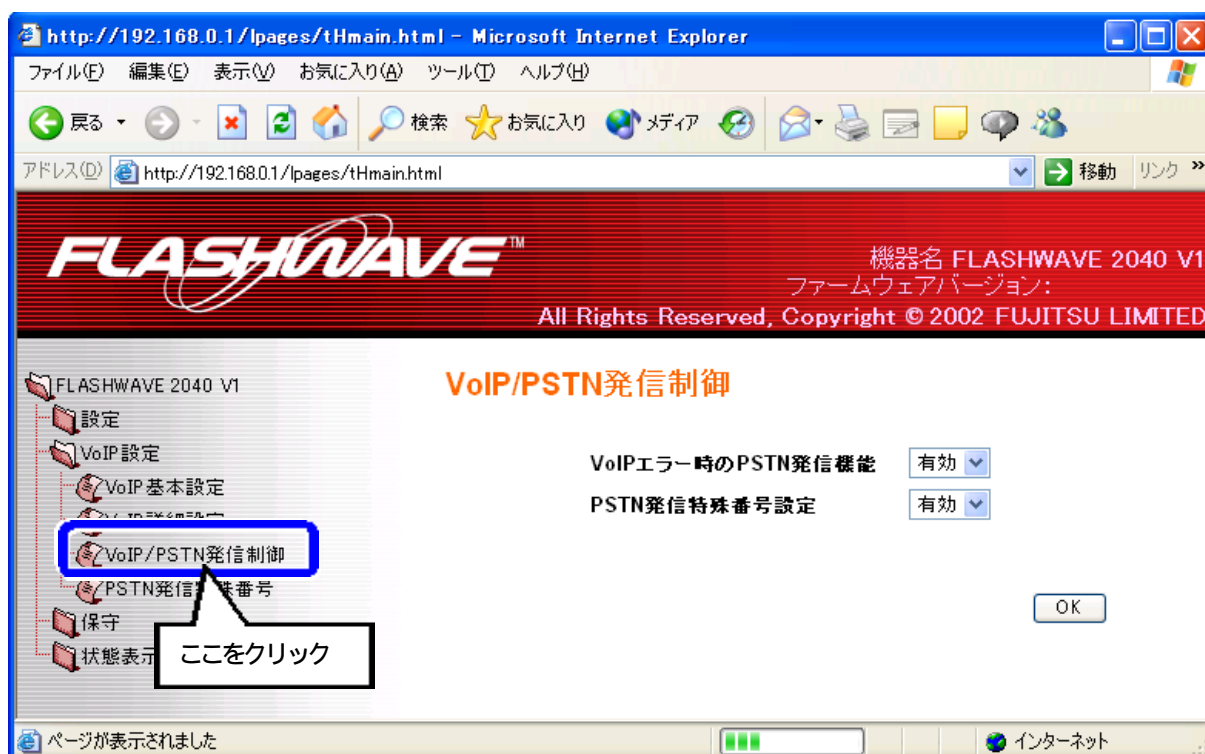 http://192.168.0.1/lpages/tHmain.html - Microsoft Internet Explorer
ファイル(F) 編集(E) 表示(V) お気に入り(A) ツール(T) ヘルプ(H)
戻る 検索 お気に入り メディア
アドレス(D) http://192.168.0.1/lpages/tHmain.html 移動 リンク »
FLASHWAVE™
機器名 FLASHWAVE 2040 V1
ファームウェアバージョン:
All Rights Reserved, Copyright © 2002 FUJITSU LIMITED
FLASHWAVE 2040 V1
設定
VoIP設定
VoIP基本設定
VoIP/PSTN発信制御
PSTN発信 殊番号
保守
状態表示
ここをクリック
VoIP/PSTN発信制御
VoIPエラー時のPSTN発信機能 有効
PSTN発信特殊番号設定 有効
OK
ページが表示されました インターネット